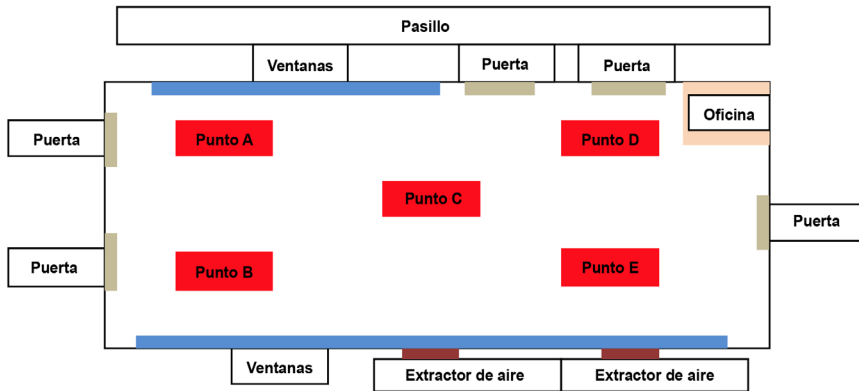 Pasillo
Ventanas
Puerta
Puerta
Oficina
Puerta
Punto A
Punto D
Punto C
Puerta
Puerta
Punto B
Punto E
Ventanas
Extractor de aire
Extractor de aire